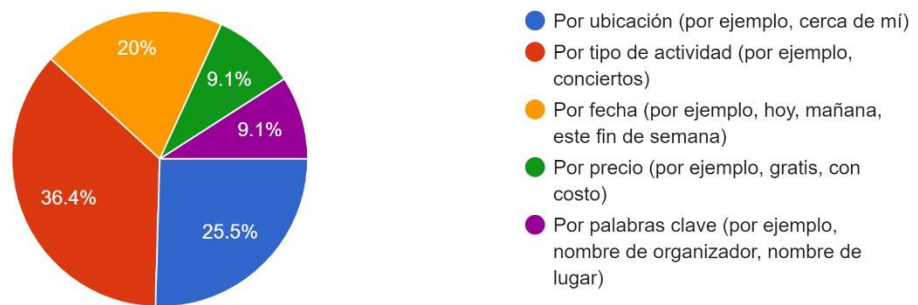 20%
9.1%
9.1%
36.4%
25.5%
Por ubicación (por ejemplo, cerca de mí)
Por tipo de actividad (por ejemplo,
conciertos)
Por fecha (por ejemplo, hoy, mañana,
este fin de semana)
Por precio (por ejemplo, gratis, con
costo)
Por palabras clave (por ejemplo,
nombre de organizador, nombre de
lugar)